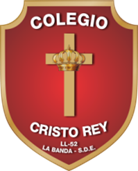 COLEGIO
CRISTO REY
LL-52
LA BANDA - S.D.E.